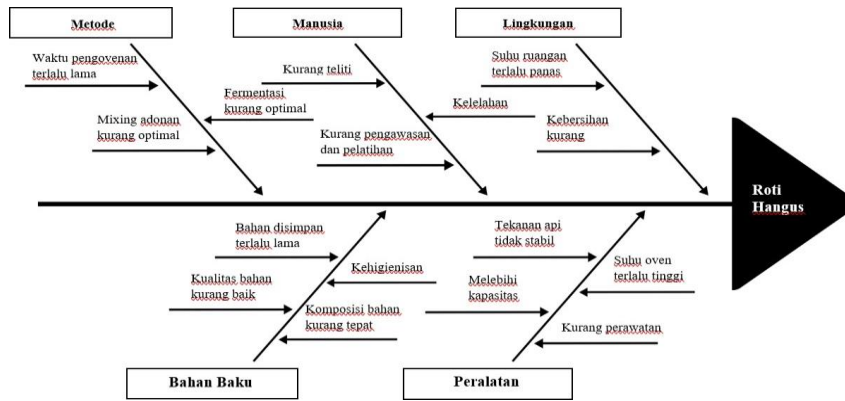 Metode
Manusia
Lingkungan
Waktu pengovenan
terlalu lama
Fermentasi
kurang optimal
Mixing adonan
kurang optimal
Kurang teliti
Kelelahan
Kurang pengawasan
dan pelatihan
Suhu ruangan
terlalu panas
Kebersihan
kurang
Roti
Hangus
Bahan disimpan
terlalu lama
Kehigienisan
Kualitas bahan
kurang baik
Komposisi bahan
kurang tepat
Tekanan api
tidak stabil
Suhu oven
terlalu tinggi
Melebihi
kapasitas
Kurang perawatan
Bahan Baku
Peralatan